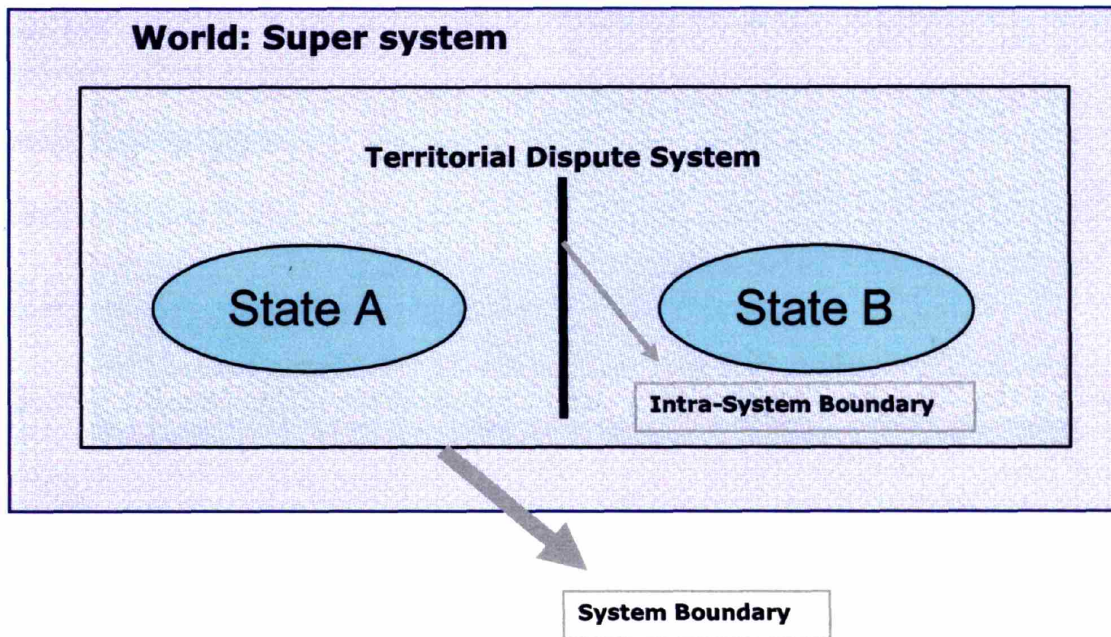 World: Super system
Territorial Dispute System
State A
State B
Intra-System Boundary
System Boundary